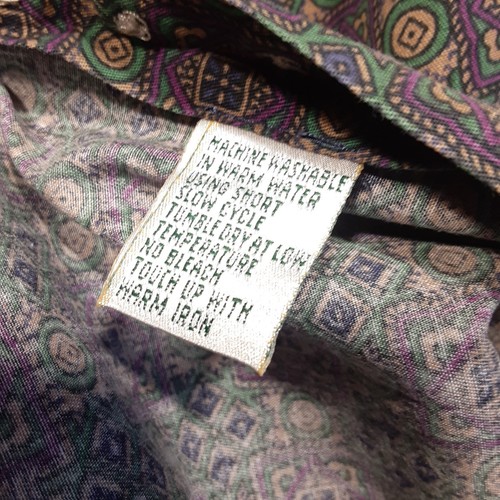 MACHINE WASHABLE
IN WARM WATER
USING SHORT
SLOW CYCLE
TUMBLE DRY AT LOW
TEMPERATURE
NO BLEACH
TOUCH UP WITH
WARM IRON